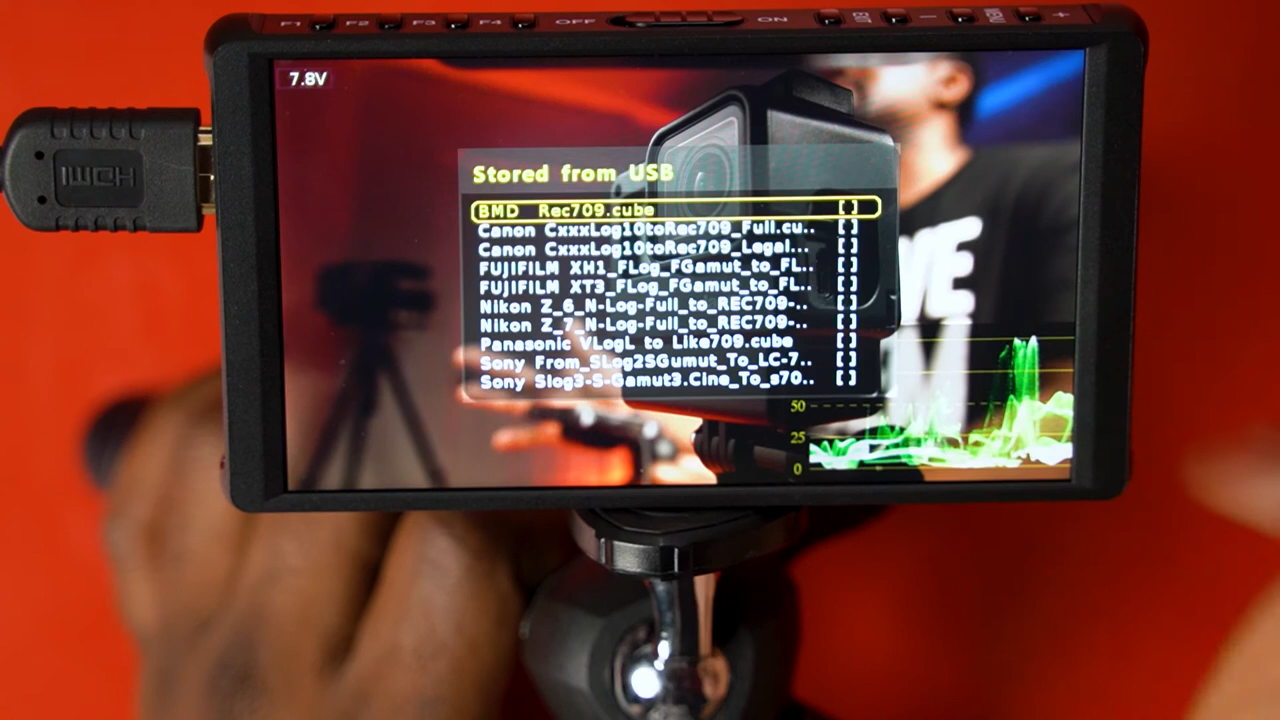 F1 F2 F3 F4 OFF ON EXIT - MENU +
7.8V
HDMI
Stored from USB
BMD Rec709.cube [ ]
Canon CxxxLog10toRec709_Full.cu.. [ ]
Canon CxxxLog10toRec709_Legal... [ ]
FUJIFILM XH1_FLog_FGamut_to_FL.. [ ]
FUJIFILM XT3_FLog_FGamut_to_FL.. [ ]
Nikon Z_6_N-Log-Full_to_REC709-.. [ ]
Nikon Z_7_N-Log-Full_to_REC709-.. [ ]
Panasonic VLogL to Like709.cube [ ]
Sony From_SLog2SGumut_To_LC-7.. [ ]
Sony Slog3-S-Gamut3.Cine_To_s70.. [ ]
50
25
0